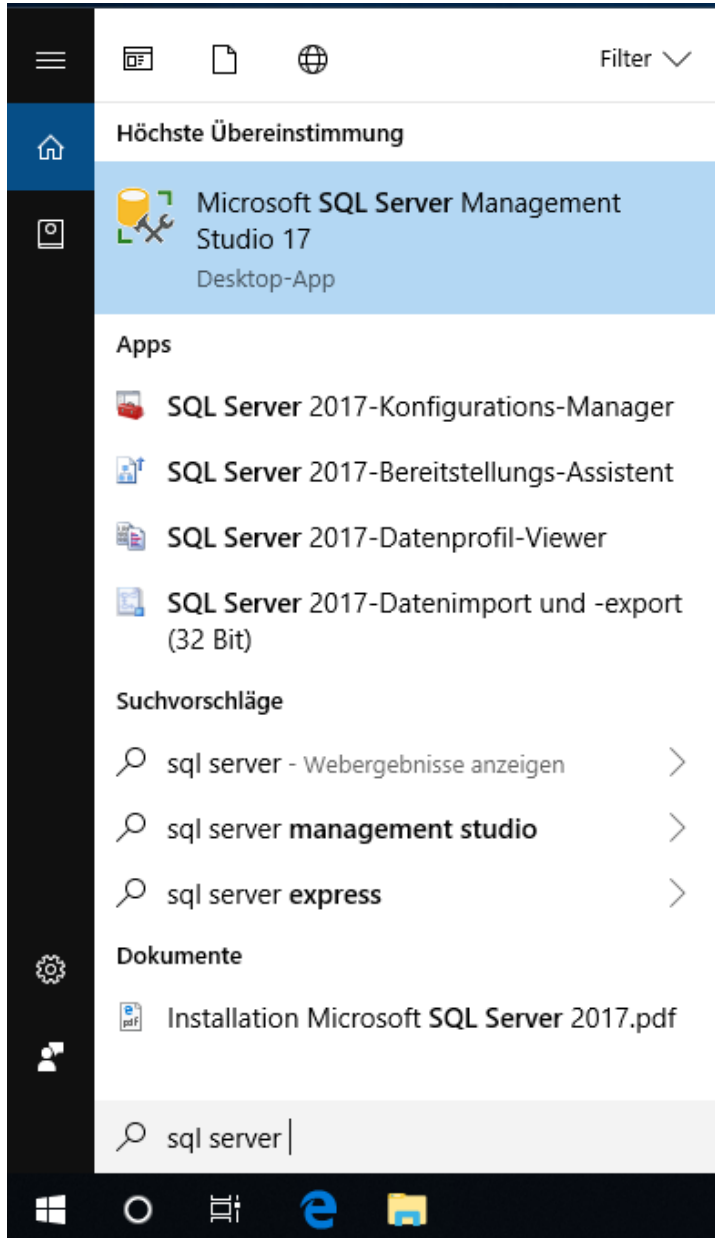 Filter
Höchste Übereinstimmung
Microsoft SQL Server Management
Studio 17
Desktop-App
Apps
SQL Server 2017-Konfigurations-Manager
SQL Server 2017-Bereitstellungs-Assistent
SQL Server 2017-Datenprofil-Viewer
SQL Server 2017-Datenimport und -export
(32 Bit)
Suchvorschläge
sql server - Webergebnisse anzeigen
sql server management studio
sql server express
Dokumente
Installation Microsoft SQL Server 2017.pdf
sql server